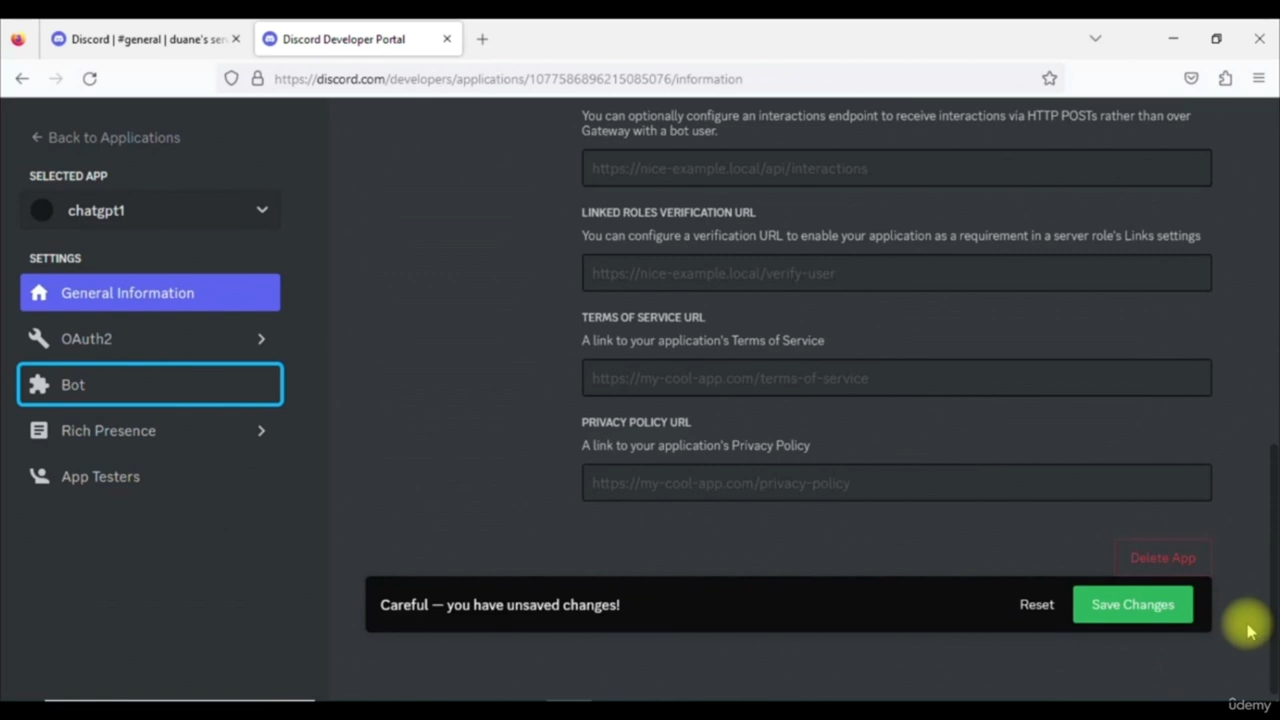 Discord | #general | duane's ser
Discord Developer Portal
https://discord.com/developers/applications/1077586896215085076/information
Back to Applications
SELECTED APP
chatgpt1
SETTINGS
General Information
OAuth2
Bot
Rich Presence
App Testers
You can optionally configure an interactions endpoint to receive interactions via HTTP POSTs rather than over
Gateway with a bot user.
https://nice-example.local/api/interactions
LINKED ROLES VERIFICATION URL
You can configure a verification URL to enable your application as a requirement in a server role's Links settings
https://nice-example.local/verify-user
TERMS OF SERVICE URL
A link to your application's Terms of Service
https://my-cool-app.com/terms-of-service
PRIVACY POLICY URL
A link to your application's Privacy Policy
https://my-cool-app.com/privacy-policy
Delete App
Careful — you have unsaved changes!
Reset
Save Changes
ûdemy